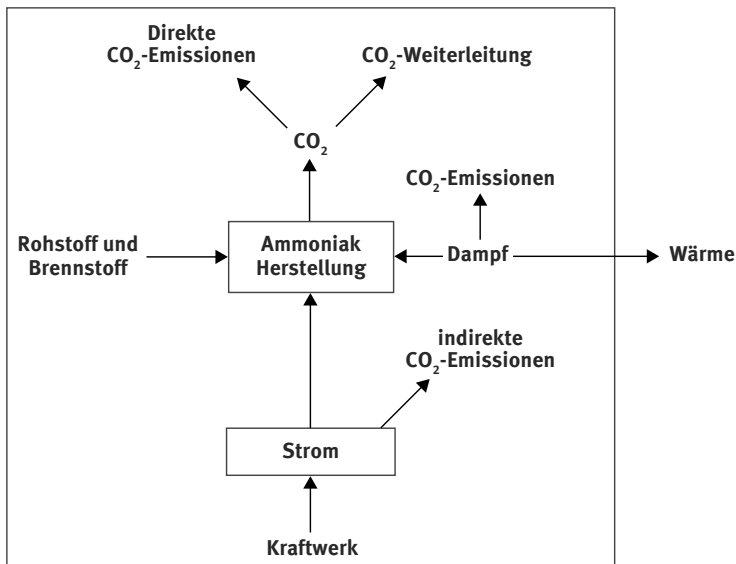 Direkte
CO₂-Emissionen
CO₂-Weiterleitung
CO₂
CO₂-Emissionen
Rohstoff und
Brennstoff
Ammoniak
Herstellung
Dampf
Wärme
indirekte
CO₂-Emissionen
Strom
Kraftwerk